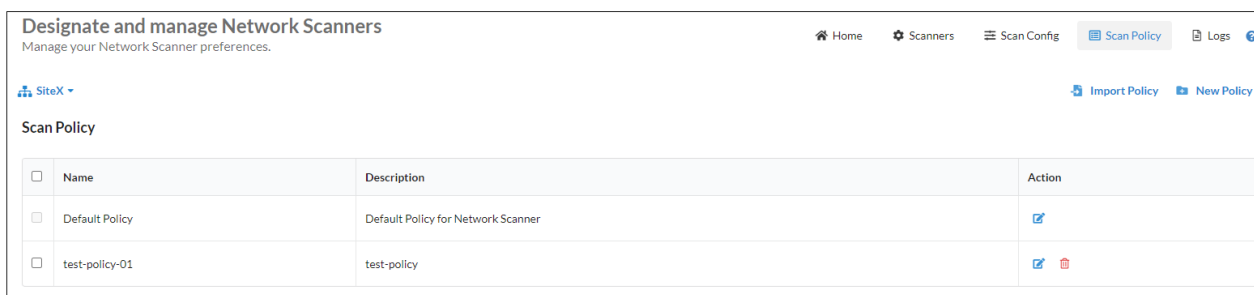 Designate and manage Network Scanners
Manage your Network Scanner preferences.
Home Scanners Scan Config Scan Policy Logs
SiteX
Import Policy New Policy
Scan Policy
Name Description Action
Default Policy Default Policy for Network Scanner
test-policy-01 test-policy